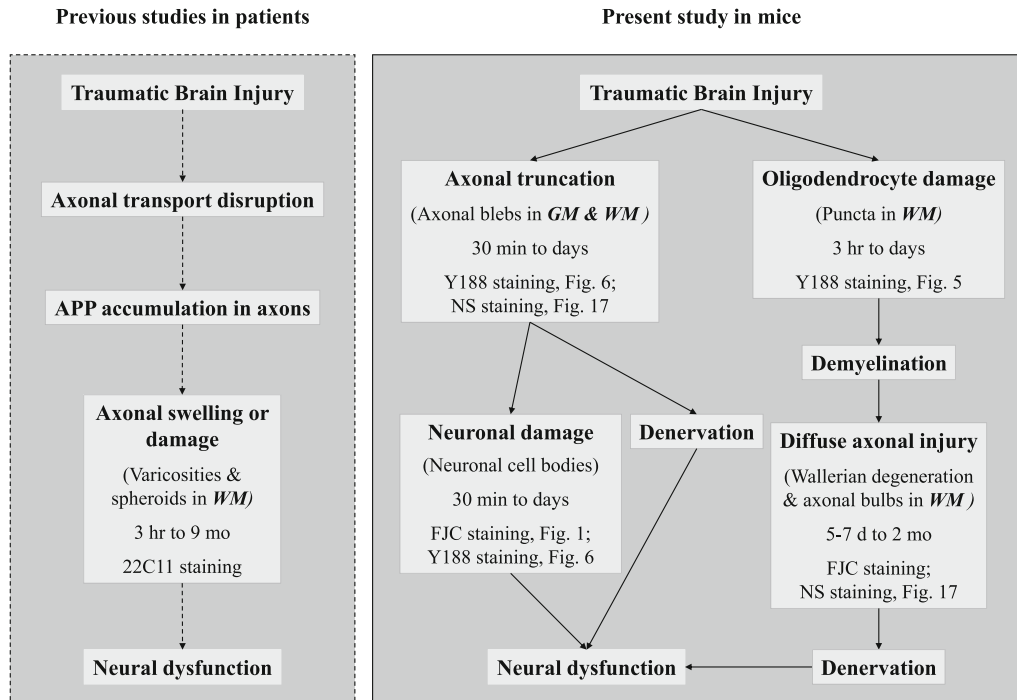 Previous studies in patients
Traumatic Brain Injury
Axonal transport disruption
APP accumulation in axons
Axonal swelling or
damage
(Varicosities &
spheroids in WM)
3 hr to 9 mo
22C11 staining
Neural dysfunction
Present study in mice
Traumatic Brain Injury
Axonal truncation
(Axonal blebs in GM & WM )
30 min to days
Y188 staining, Fig. 6;
NS staining, Fig. 17
Oligodendrocyte damage
(Puncta in WM)
3 hr to days
Y188 staining, Fig. 5
Demyelination
Neuronal damage
(Neuronal cell bodies)
30 min to days
FJC staining, Fig. 1;
Y188 staining, Fig. 6
Denervation
Diffuse axonal injury
(Wallerian degeneration
& axonal bulbs in WM )
5-7 d to 2 mo
FJC staining;
NS staining, Fig. 17
Neural dysfunction
Denervation